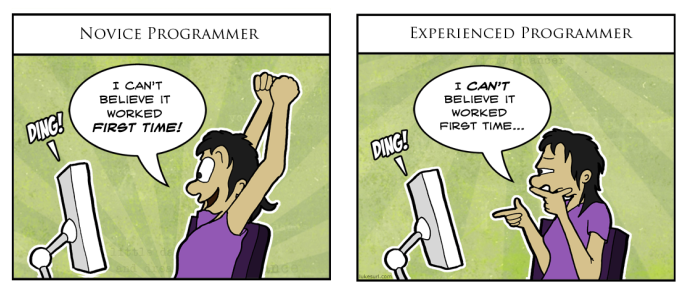 NOVICE PROGRAMMER
I CAN'T
BELIEVE IT
WORKED
FIRST TIME!
DING!
EXPERIENCED PROGRAMMER
I CAN'T
BELIEVE IT
WORKED
FIRST TIME...
DING!